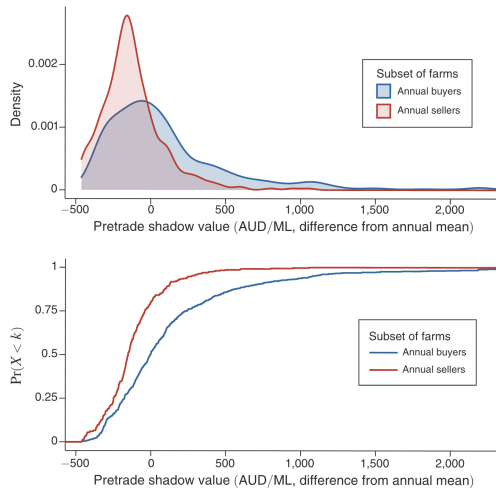 0.002
0.001
0
Density
Subset of farms
Annual buyers
Annual sellers
−500 0 500 1,000 1,500 2,000
Pretrade shadow value (AUD/ML, difference from annual mean)
1
0.75
0.5
0.25
0
Pr(X < k)
Subset of farms
Annual buyers
Annual sellers
−500 0 500 1,000 1,500 2,000
Pretrade shadow value (AUD/ML, difference from annual mean)